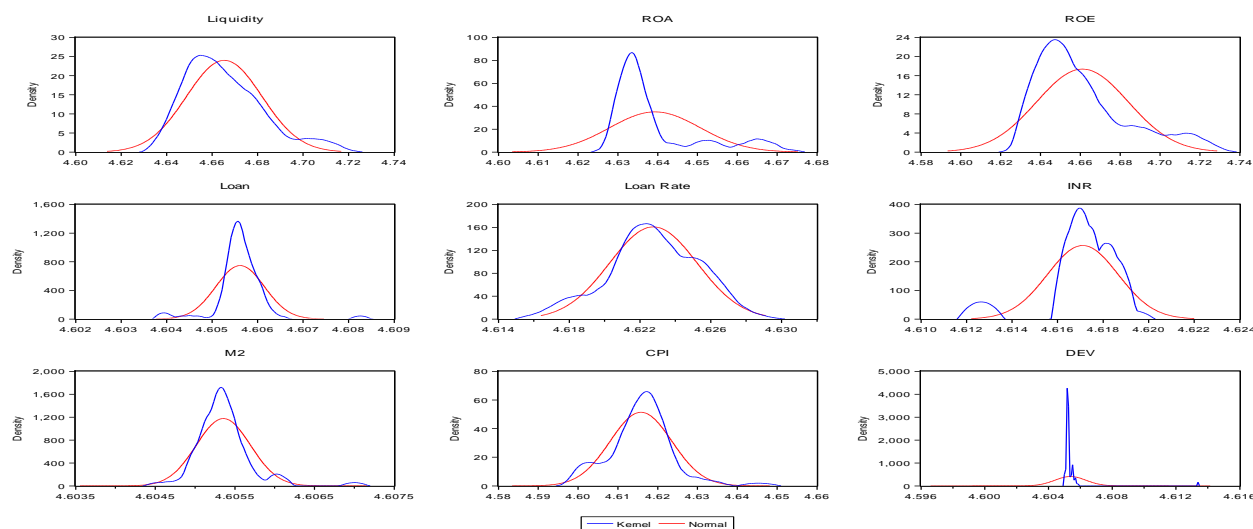 Liquidity ROA ROE
30 100 24
25 80 20
20 60 16
15 12
10 40 8
5 20 4
0 0 0
Density Density Density
4.60 4.62 4.64 4.66 4.68 4.70 4.72 4.74 4.60 4.61 4.62 4.63 4.64 4.65 4.66 4.67 4.68 4.58 4.60 4.62 4.64 4.66 4.68 4.70 4.72 4.74
Loan Loan Rate INR
1,600 200 400
1,200 160 300
800 120 200
400 80 100
0 40 0
0
Density Density Density
4.602 4.603 4.604 4.605 4.606 4.607 4.608 4.609 4.614 4.618 4.622 4.626 4.630 4.610 4.612 4.614 4.616 4.618 4.620 4.622 4.624
M2 CPI DEV
2,000 80 5,000
1,600 60 4,000
1,200 40 3,000
800 20 2,000
400 0 1,000
0 0
Density Density Density
4.6035 4.6045 4.6055 4.6065 4.6075 4.58 4.59 4.60 4.61 4.62 4.63 4.64 4.65 4.66 4.596 4.600 4.604 4.608 4.612 4.616
Kernel Normal